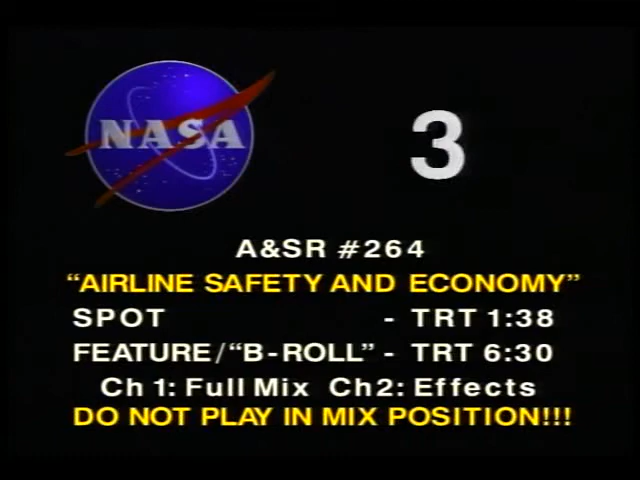 NASA
3
A&SR #264
“AIRLINE SAFETY AND ECONOMY”
SPOT - TRT 1:38
FEATURE/“B-ROLL” - TRT 6:30
Ch 1: Full Mix Ch2: Effects
DO NOT PLAY IN MIX POSITION!!!